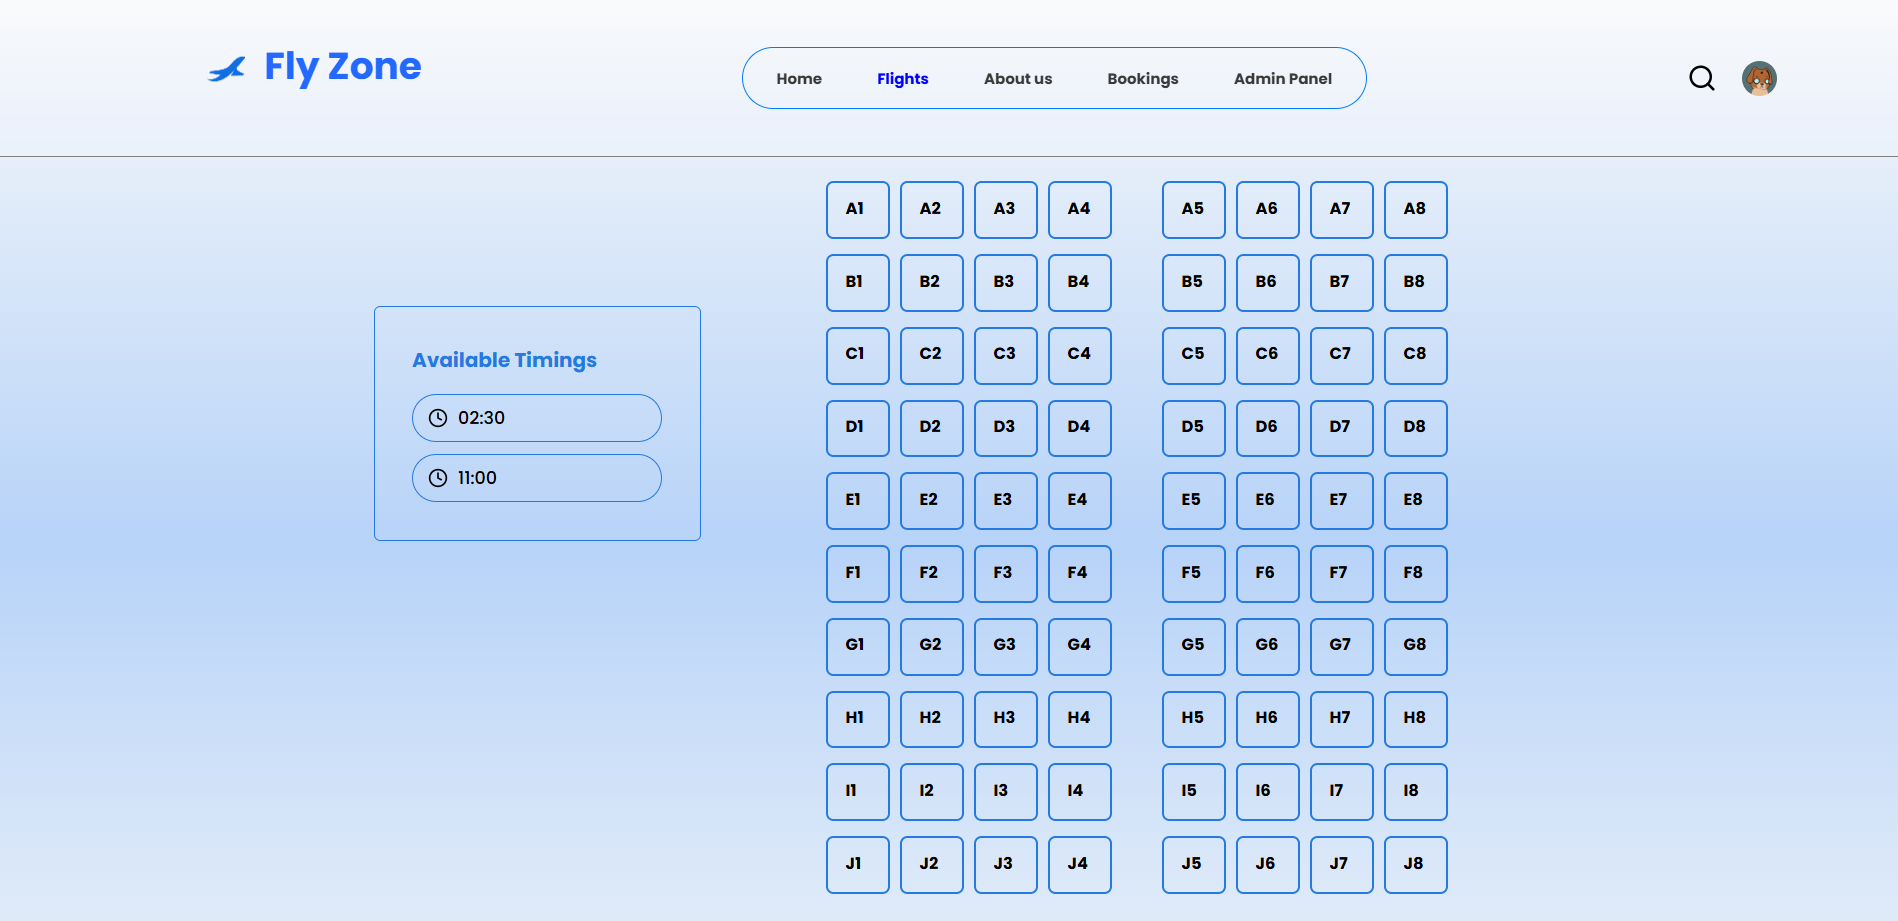 Fly Zone
Home Flights About us Bookings Admin Panel
Available Timings
02:30
11:00
A1 A2 A3 A4 A5 A6 A7 A8
B1 B2 B3 B4 B5 B6 B7 B8
C1 C2 C3 C4 C5 C6 C7 C8
D1 D2 D3 D4 D5 D6 D7 D8
E1 E2 E3 E4 E5 E6 E7 E8
F1 F2 F3 F4 F5 F6 F7 F8
G1 G2 G3 G4 G5 G6 G7 G8
H1 H2 H3 H4 H5 H6 H7 H8
I1 I2 I3 I4 I5 I6 I7 I8
J1 J2 J3 J4 J5 J6 J7 J8